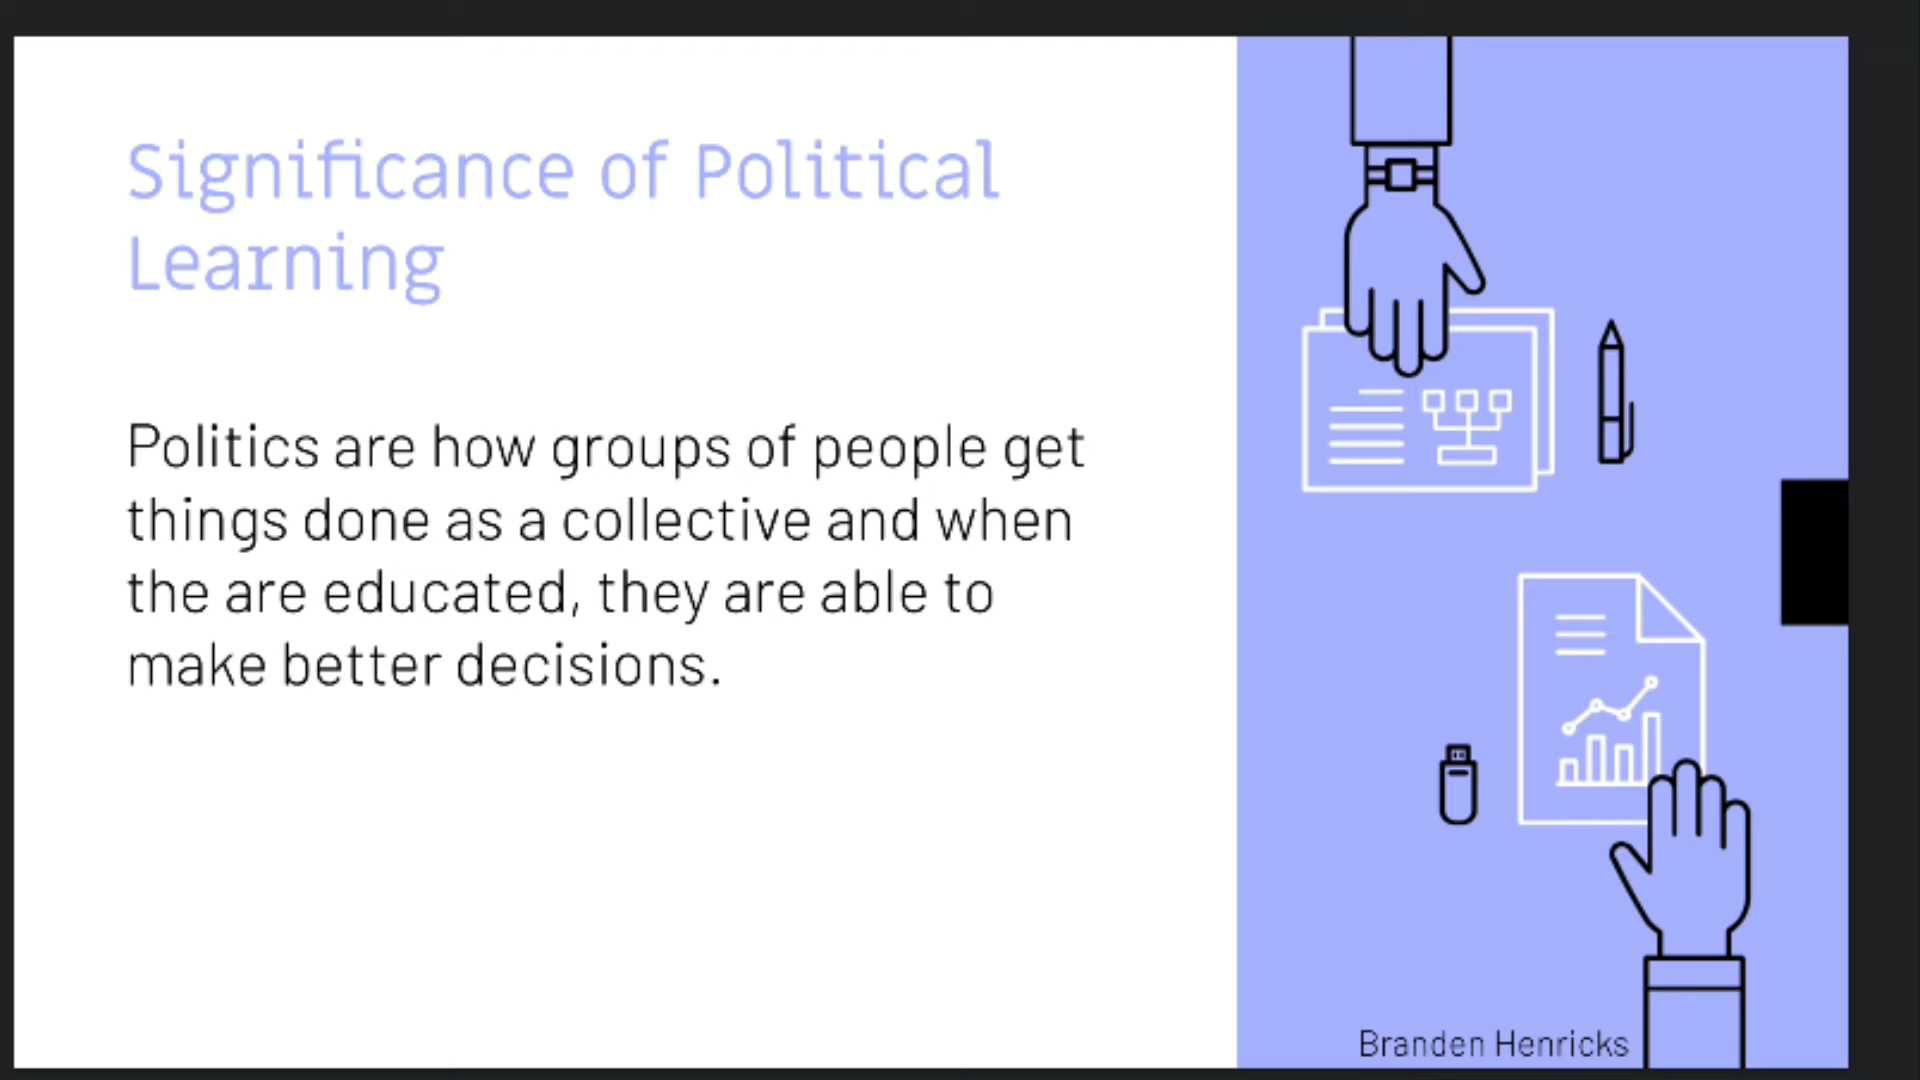 Significance of Political
Learning
Politics are how groups of people get
things done as a collective and when
the are educated, they are able to
make better decisions.
Branden Henricks